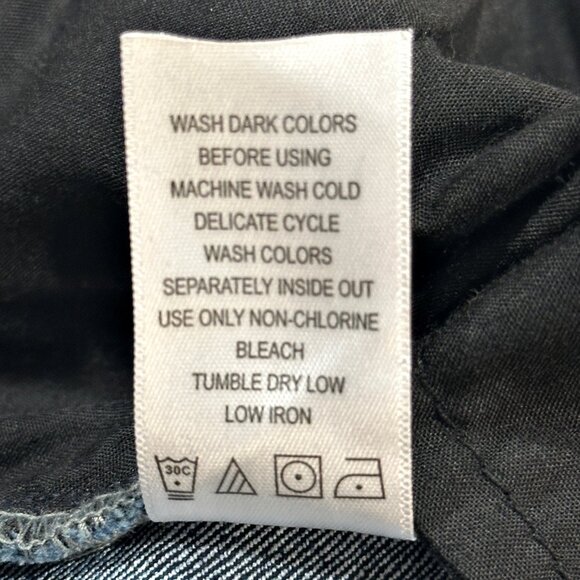 WASH DARK COLORS
BEFORE USING
MACHINE WASH COLD
DELICATE CYCLE
WASH COLORS
SEPARATELY INSIDE OUT
USE ONLY NON-CHLORINE
BLEACH
TUMBLE DRY LOW
LOW IRON
30C